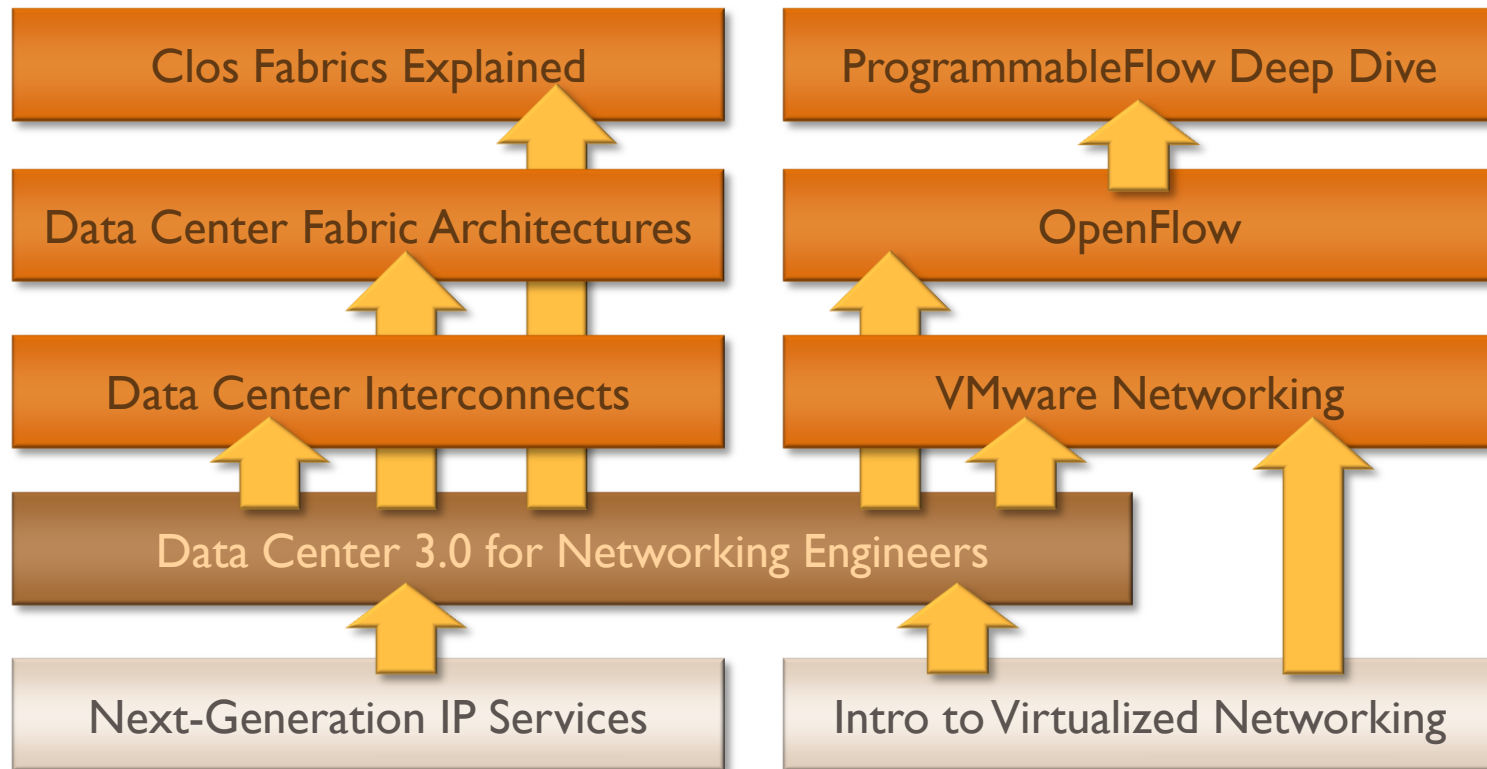 Clos Fabrics Explained
ProgrammableFlow Deep Dive
Data Center Fabric Architectures
OpenFlow
Data Center Interconnects
VMware Networking
Data Center 3.0 for Networking Engineers
Next-Generation IP Services
Intro to Virtualized Networking